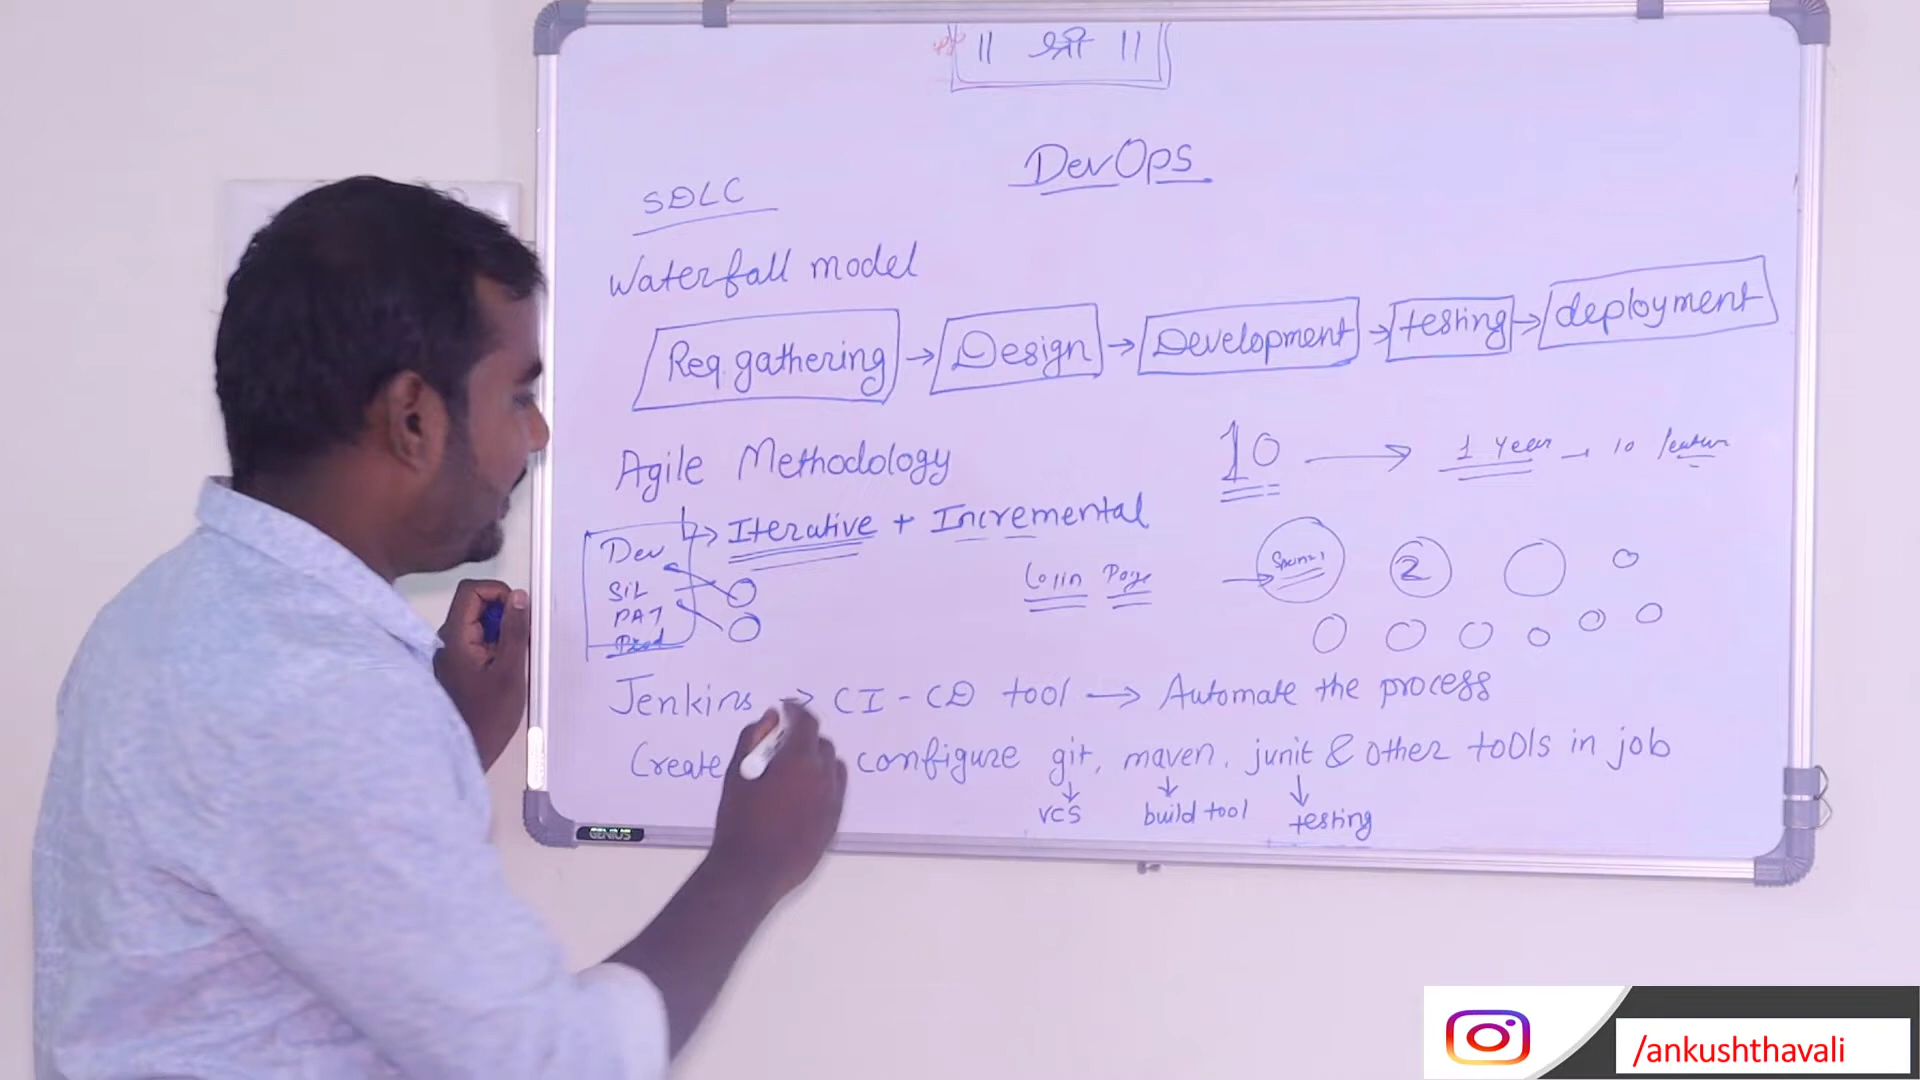 || श्री ||
DevOps
SDLC
Waterfall model
Req. gathering → Design → Development → testing → deployment
Agile Methodology
10 → 1 Year → 10 feature
→ Iterative + Incremental
Dev
SIL
PAT
Prod
Login Page
→ 2
Jenkins → CI - CD tool → Automate the process
Create configure git, maven, junit & other tools in job
↓ VCS ↓ build tool ↓ testing
GENIUS
/ankushthavali